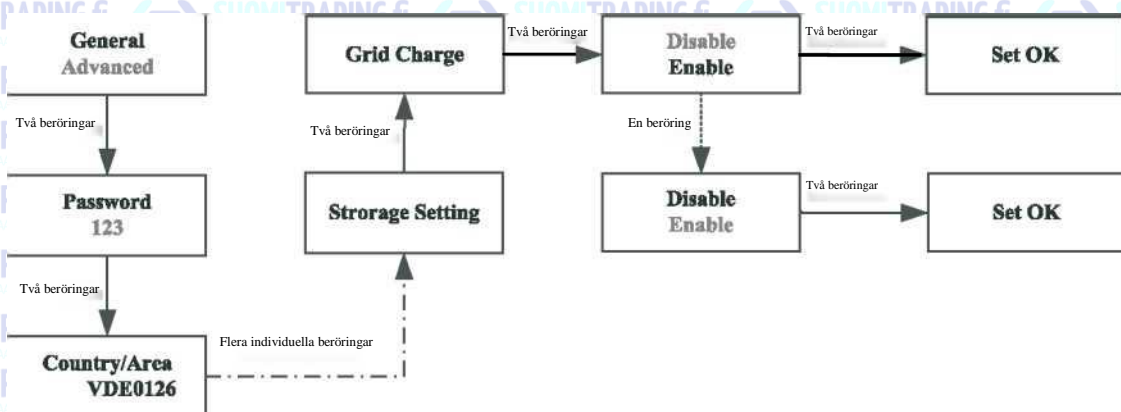 General
Advanced
Två beröringar
Password
123
Två beröringar
Country/Area
VDE0126
Flera individuella beröringar
Strorage Setting
Två beröringar
Grid Charge
Två beröringar
Disable
Enable
Två beröringar
Set OK
En beröring
Disable
Enable
Två beröringar
Set OK